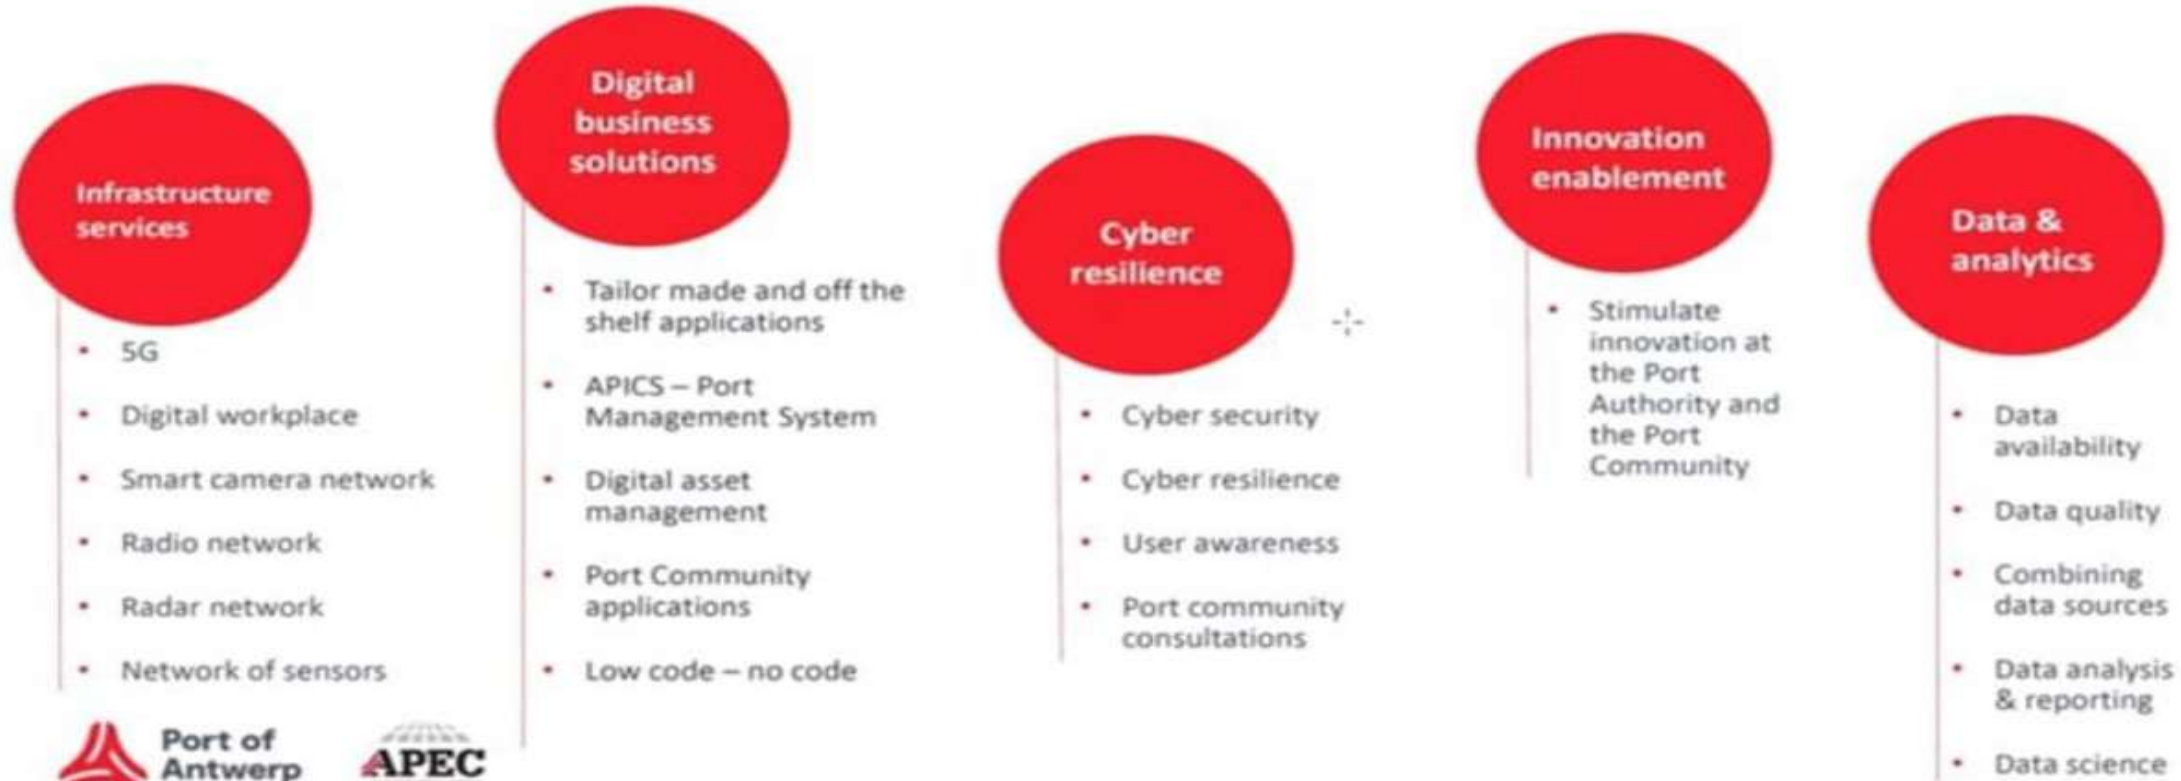 Infrastructure
services
• 5G
• Digital workplace
• Smart camera network
• Radio network
• Radar network
• Network of sensors
Digital
business
solutions
• Tailor made and off the
shelf applications
• APICS – Port
Management System
• Digital asset
management
• Port Community
applications
• Low code – no code
Cyber
resilience
• Cyber security
• Cyber resilience
• User awareness
• Port community
consultations
Innovation
enablement
• Stimulate
innovation at
the Port
Authority and
the Port
Community
Data &
analytics
• Data
availability
• Data quality
• Combining
data sources
• Data analysis
& reporting
• Data science
Port of
Antwerp
APEC